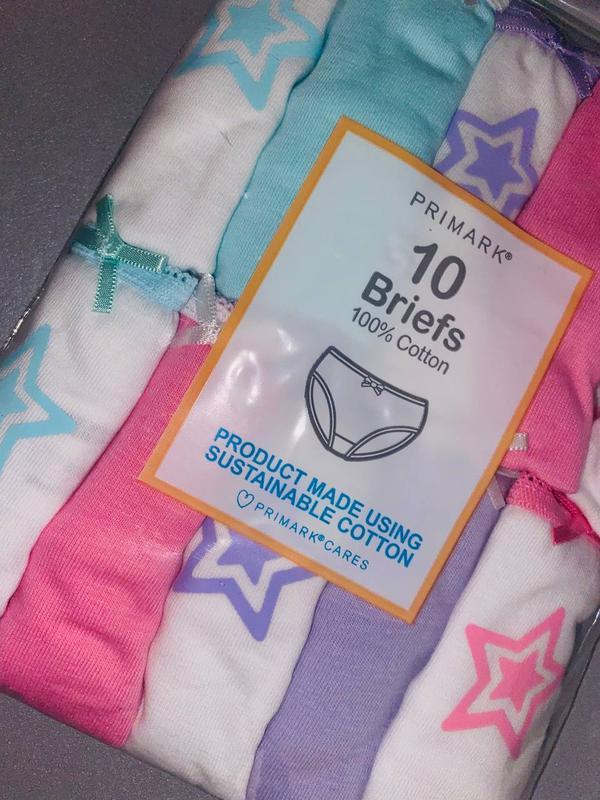 PRIMARK®
10
Briefs
100% Cotton
PRODUCT MADE USING
SUSTAINABLE COTTON
PRIMARK®CARES